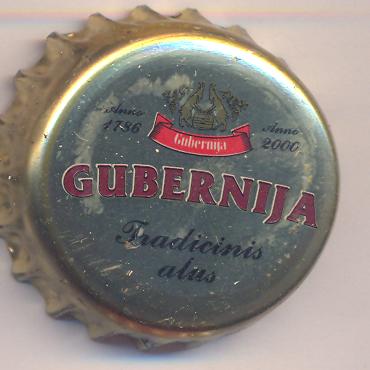 Anno 1786
Gubernija
Anno 2000
GUBERNIJA
Tradicinis
alus